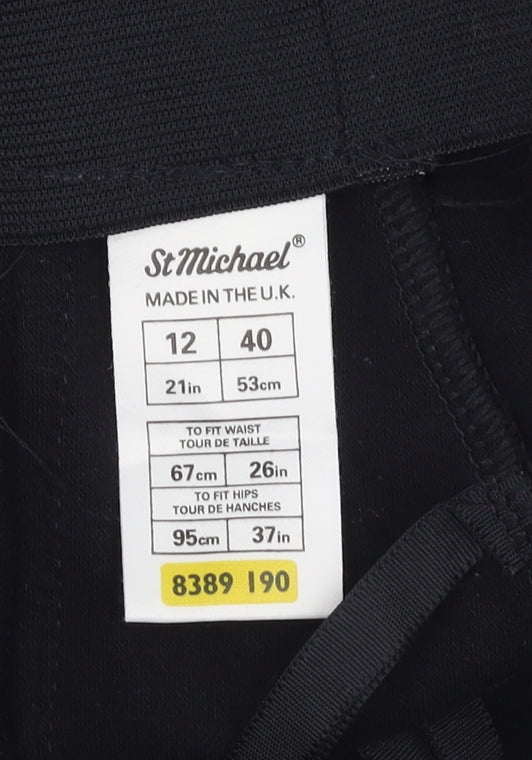 St Michael®
MADE IN THE U.K.
12 40
21in 53cm
TO FIT WAIST
TOUR DE TAILLE
67cm 26in
TO FIT HIPS
TOUR DE HANCHES
95cm 37in
8389 190